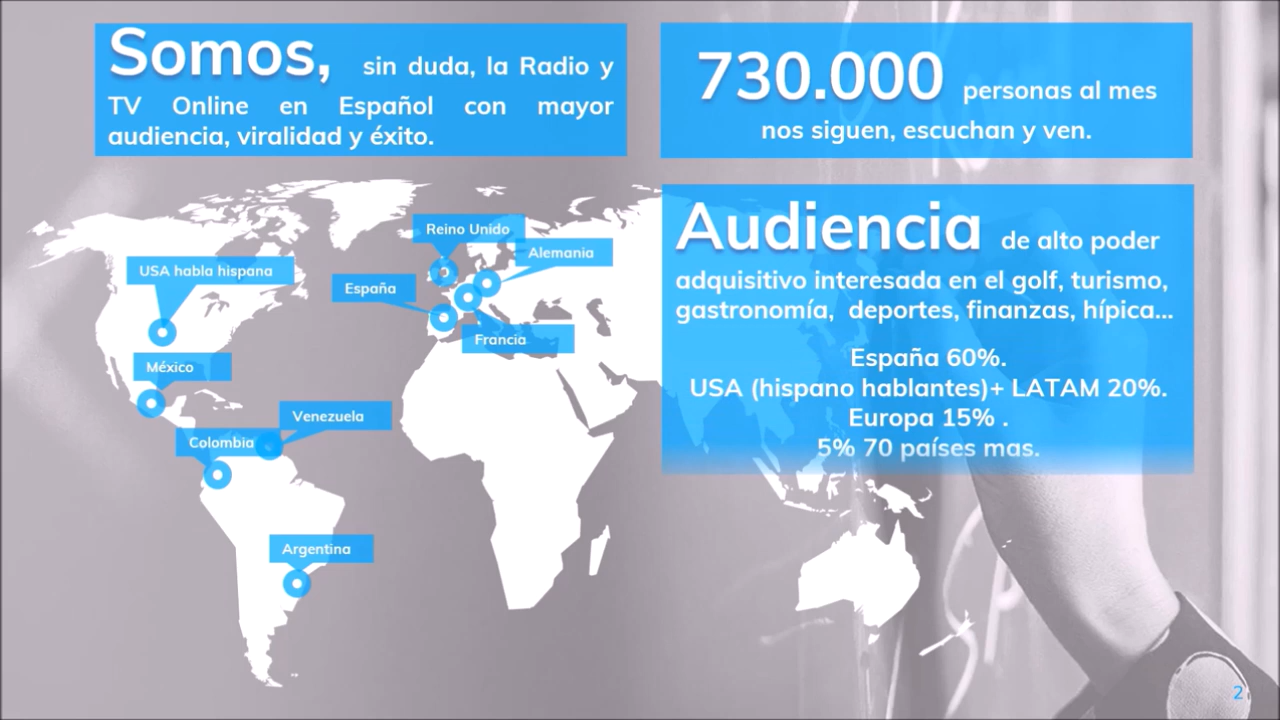 Somos, sin duda, la Radio y
TV Online en Español con mayor
audiencia, viralidad y éxito.
730.000 personas al mes
nos siguen, escuchan y ven.
Audiencia de alto poder
adquisitivo interesada en el golf, turismo,
gastronomía, deportes, finanzas, hípica...
España 60%.
USA (hispano hablantes)+ LATAM 20%.
Europa 15% .
5% 70 países mas.
Reino Unido
Alemania
USA habla hispana
España
Francia
México
Venezuela
Colombia
Argentina
2